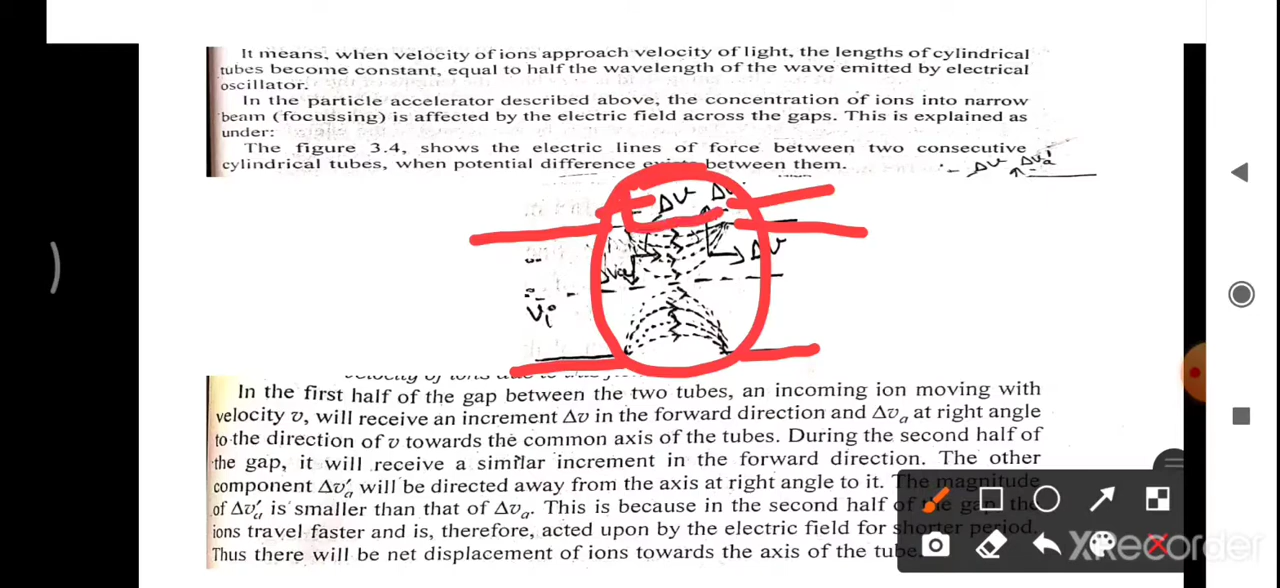 It means, when velocity of ions approach velocity of light, the lengths of cylindrical
tubes become constant, equal to half the wavelength of the wave emitted by electrical
oscillator.
In the particle accelerator described above, the concentration of ions into narrow
beam (focussing) is affected by the electric field across the gaps. This is explained as
under:
The figure 3.4, shows the electric lines of force between two consecutive
cylindrical tubes, when potential difference exists between them.
Δv
Δv
Δv
In the first half of the gap between the two tubes, an incoming ion moving with
velocity v, will receive an increment Δv in the forward direction and Δvₐ at right angle
to the direction of v towards the common axis of the tubes. During the second half of
the gap, it will receive a similar increment in the forward direction. The other
component Δv′ₐ will be directed away from the axis at right angle to it. The magnitude
of Δv′ₐ is smaller than that of Δvₐ. This is because in the second half of the gap, the
ions travel faster and is, therefore, acted upon by the electric field for shorter period.
Thus there will be net displacement of ions towards the axis of the tube.
XRecorder